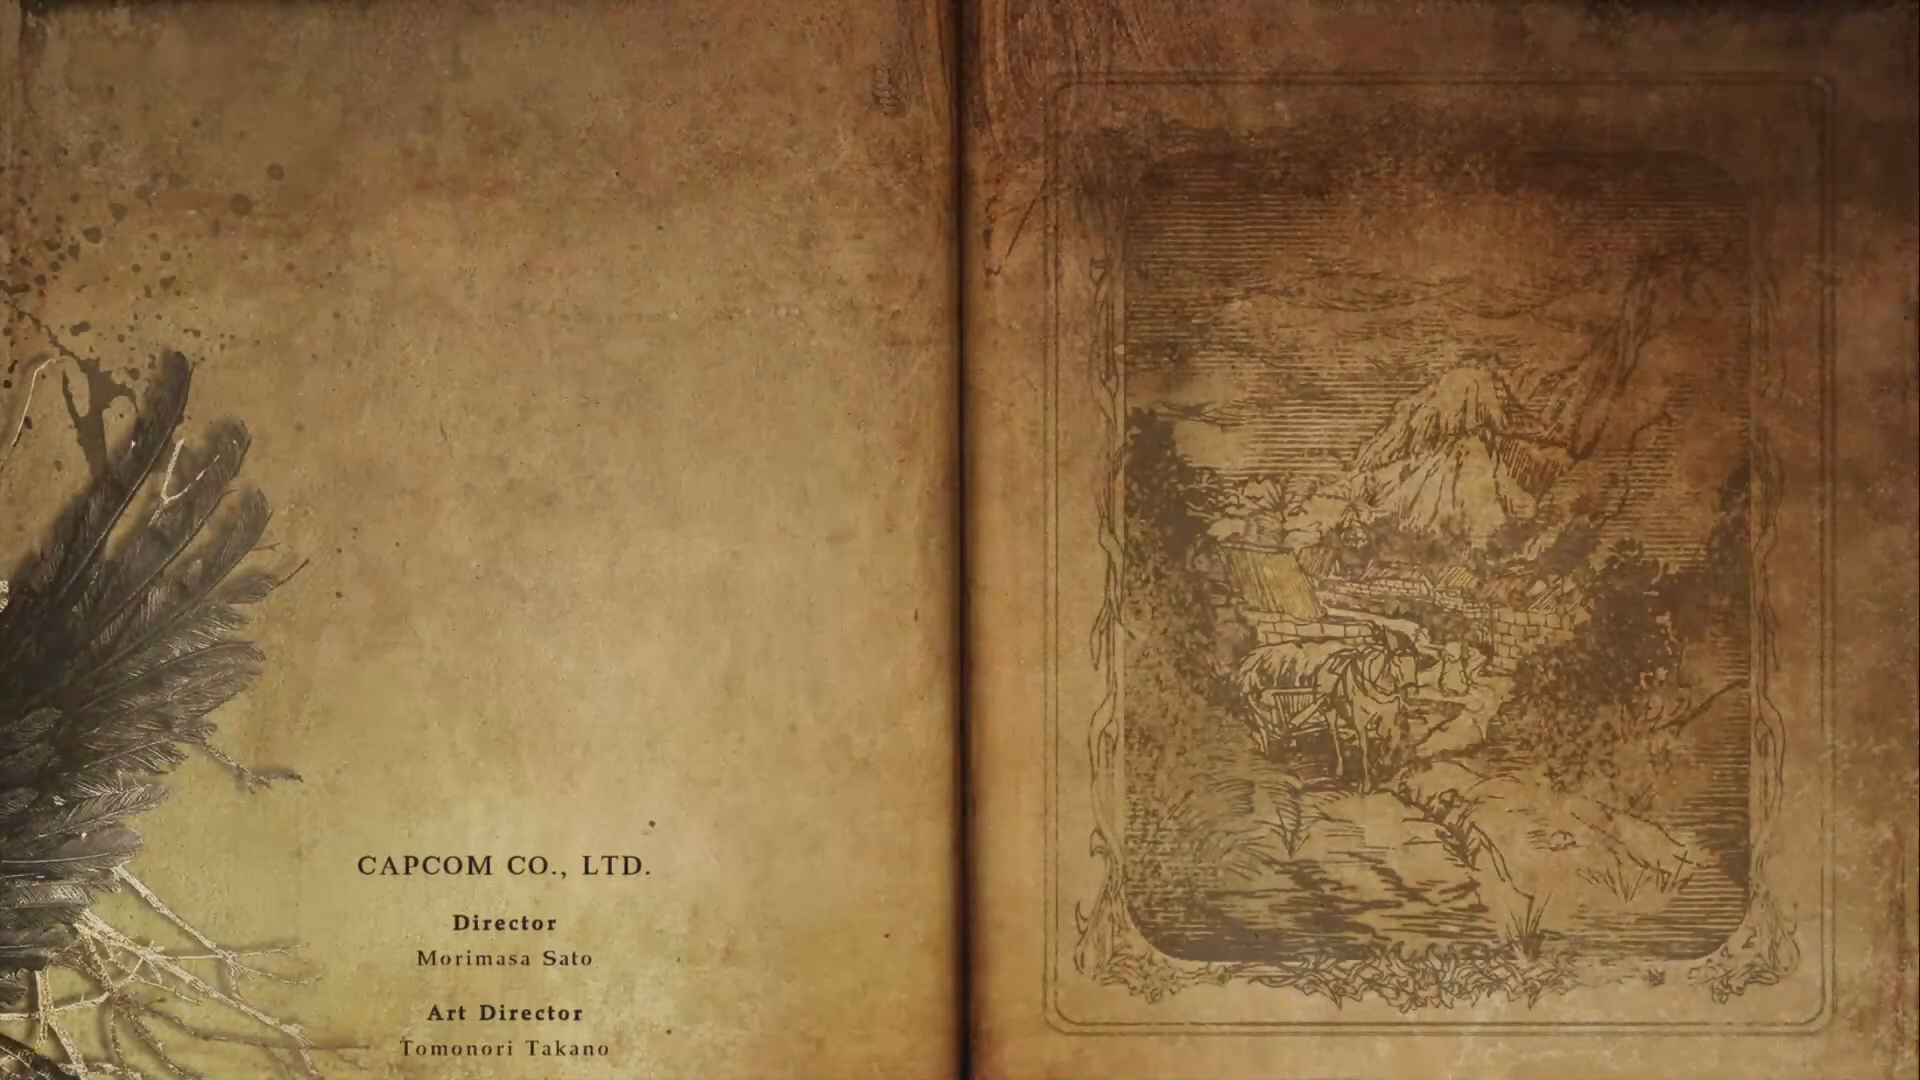 CAPCOM CO., LTD.
Director
Morimasa Sato
Art Director
Tomonori Takano